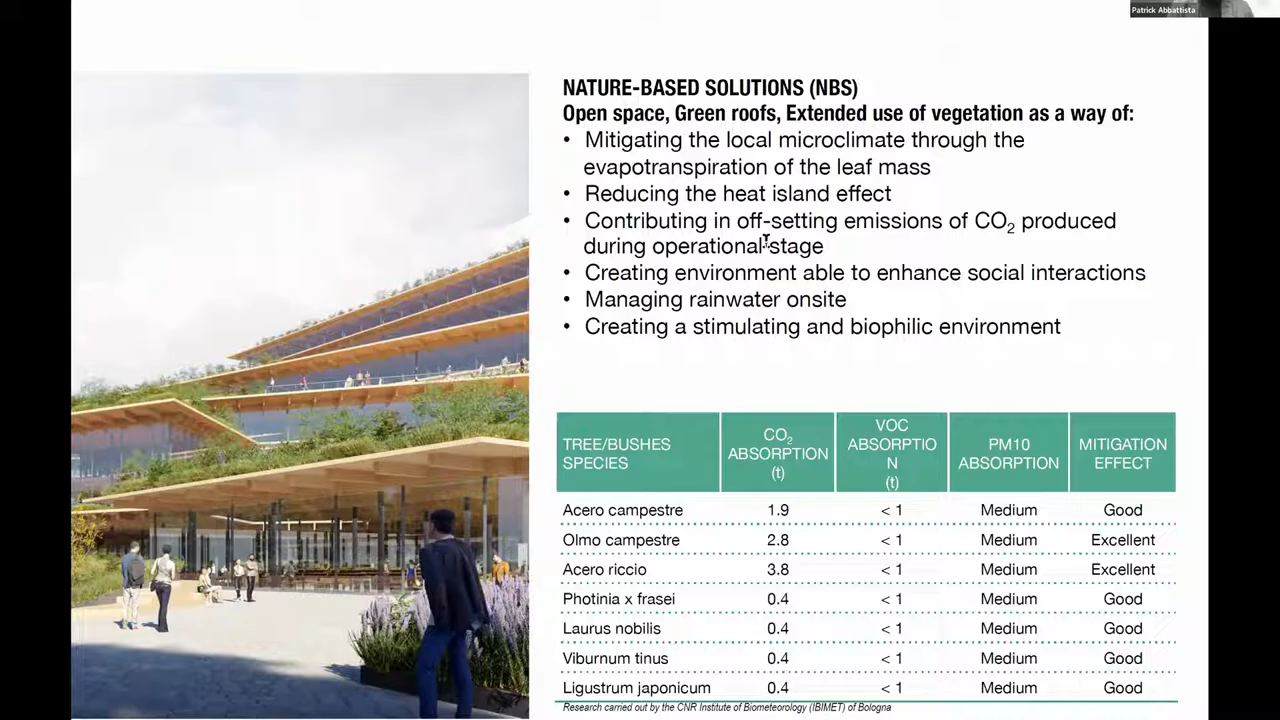 Patrick Abbattista
NATURE-BASED SOLUTIONS (NBS)
Open space, Green roofs, Extended use of vegetation as a way of:
• Mitigating the local microclimate through the
evapotranspiration of the leaf mass
• Reducing the heat island effect
• Contributing in off-setting emissions of CO₂ produced
during operational stage
• Creating environment able to enhance social interactions
• Managing rainwater onsite
• Creating a stimulating and biophilic environment
TREE/BUSHES SPECIES | CO₂ ABSORPTION (t) | VOC ABSORPTIO N (t) | PM10 ABSORPTION | MITIGATION EFFECT
Acero campestre 1.9 < 1 Medium Good
Olmo campestre 2.8 < 1 Medium Excellent
Acero riccio 3.8 < 1 Medium Excellent
Photinia x frasei 0.4 < 1 Medium Good
Laurus nobilis 0.4 < 1 Medium Good
Viburnum tinus 0.4 < 1 Medium Good
Ligustrum japonicum 0.4 < 1 Medium Good
Research carried out by the CNR Institute of Biometeorology (IBIMET) of Bologna